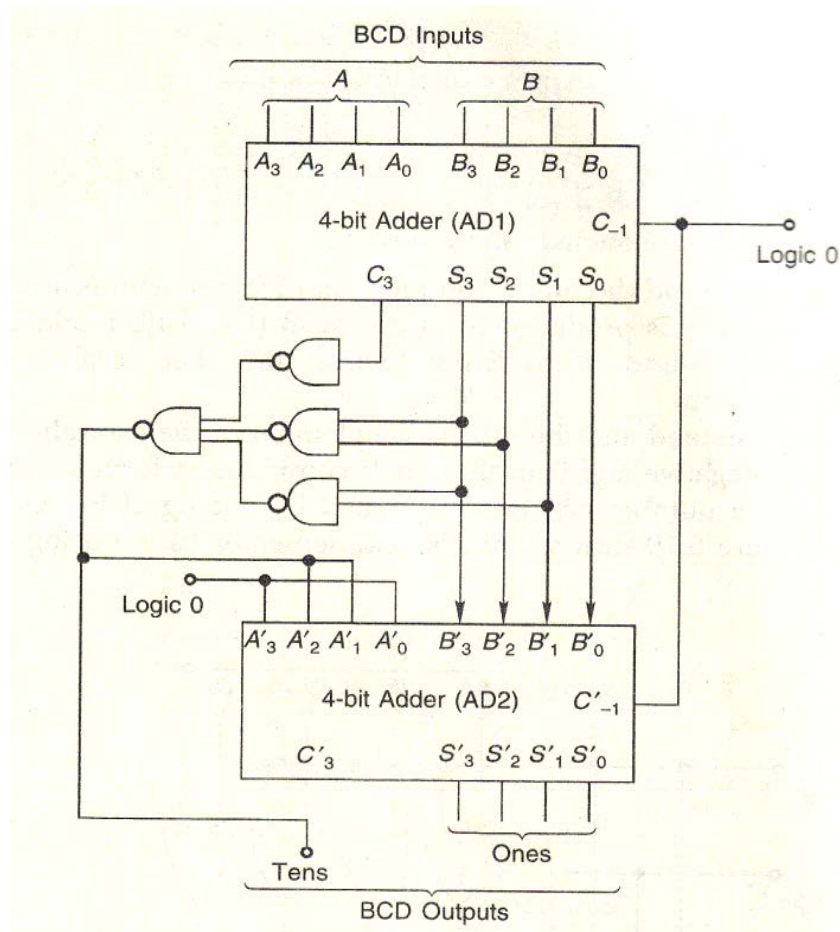 BCD Inputs
A B
A₃ A₂ A₁ A₀ B₃ B₂ B₁ B₀
4-bit Adder (AD1) C₋₁
Logic 0
C₃ S₃ S₂ S₁ S₀
Logic 0
A'₃ A'₂ A'₁ A'₀ B'₃ B'₂ B'₁ B'₀
4-bit Adder (AD2) C'₋₁
C'₃ S'₃ S'₂ S'₁ S'₀
Ones
Tens
BCD Outputs